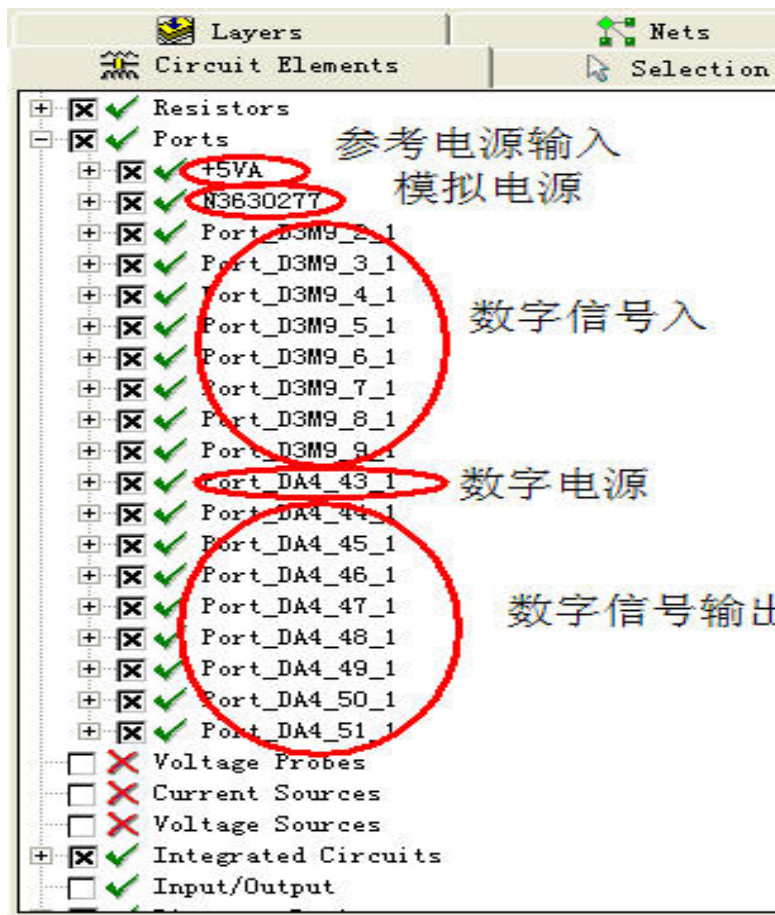 Layers
Nets
Circuit Elements
Selection
Resistors
Ports
参考电源输入
+5VA
模拟电源
N3630277
Port_D3M9_2_1
Port_D3M9_3_1
Port_D3M9_4_1
数字信号入
Port_D3M9_5_1
Port_D3M9_6_1
Port_D3M9_7_1
Port_D3M9_8_1
Port_D3M9_9_1
Port_DA4_43_1
数字电源
Port_DA4_44_1
Port_DA4_45_1
Port_DA4_46_1
Port_DA4_47_1
数字信号输出
Port_DA4_48_1
Port_DA4_49_1
Port_DA4_50_1
Port_DA4_51_1
Voltage Probes
Current Sources
Voltage Sources
Integrated Circuits
Input/Output